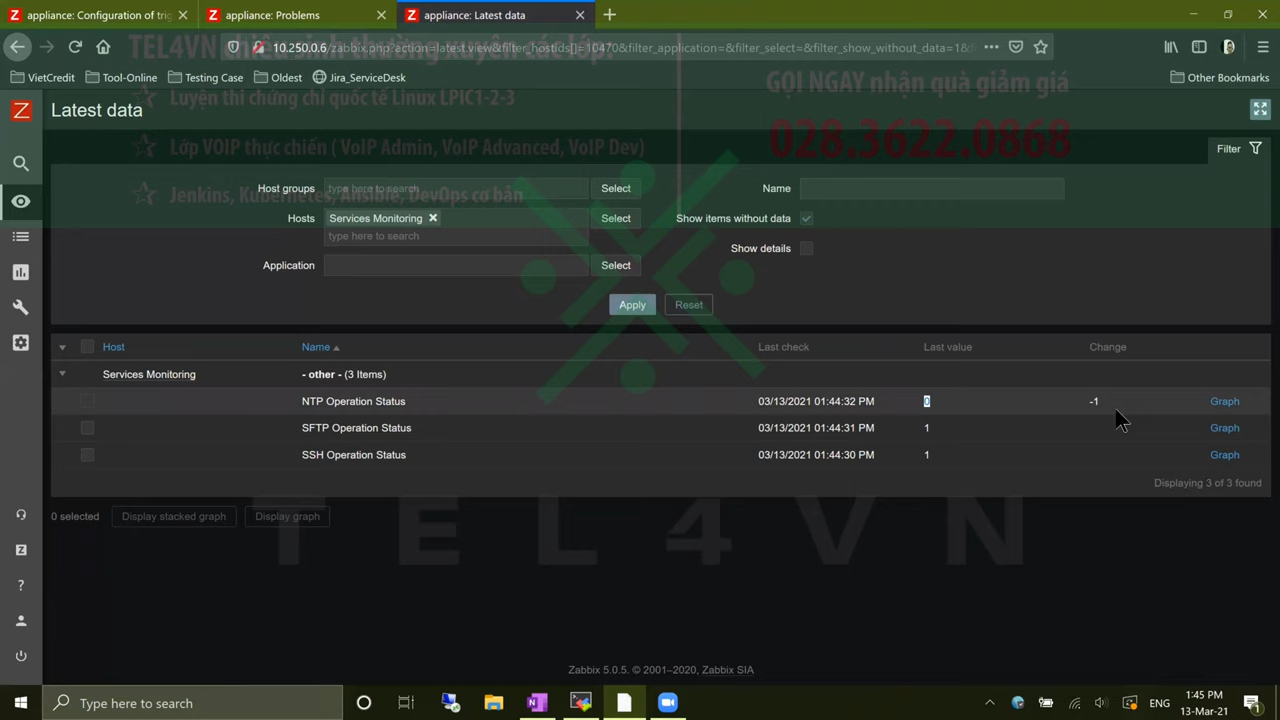 appliance: Configuration of trig
appliance: Problems
appliance: Latest data
TEL4VN chiêu sinh thường xuyên các lớp:
10.250.0.6/zabbix.php?action=latest.view&filter_hostids[]=10470&filter_application=&filter_select=&filter_show_without_data=1&f
VietCredit
Tool-Online
Testing Case
Oldest
Jira_ServiceDesk
Other Bookmarks
GỌI NGAY nhận quà giảm giá
028.3622.0868
Luyện thi chứng chỉ quốc tế Linux LPIC1-2-3
Lớp VOIP thực chiến ( VoIP Admin, VoIP Advanced, VoIP Dev)
Jenkins, Kubernetes, Ansible, DevOps cơ bản
Z
Latest data
Filter
Host groups
type here to search
Select
Name
Hosts
Services Monitoring
Select
Show items without data
type here to search
Show details
Application
Select
Apply
Reset
Host
Name
Last check
Last value
Change
Services Monitoring
- other - (3 Items)
NTP Operation Status
03/13/2021 01:44:32 PM
0
-1
Graph
SFTP Operation Status
03/13/2021 01:44:31 PM
1
Graph
SSH Operation Status
03/13/2021 01:44:30 PM
1
Graph
Displaying 3 of 3 found
0 selected
Display stacked graph
Display graph
TEL4VN
Zabbix 5.0.5. © 2001–2020, Zabbix SIA
Type here to search
ENG
1:45 PM
13-Mar-21